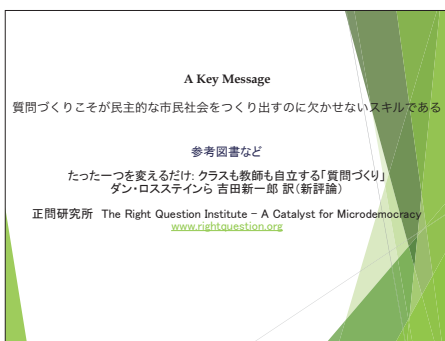 A Key Message
質問づくりこそが民主的な市民社会をつくり出すのに欠かせないスキルである
参考図書など
たった一つを変えるだけ: クラスも教師も自立する「質問づくり」
ダン・ロスステインら 吉田新一郎 訳（新評論）
正問研究所 The Right Question Institute – A Catalyst for Microdemocracy
www.rightquestion.org